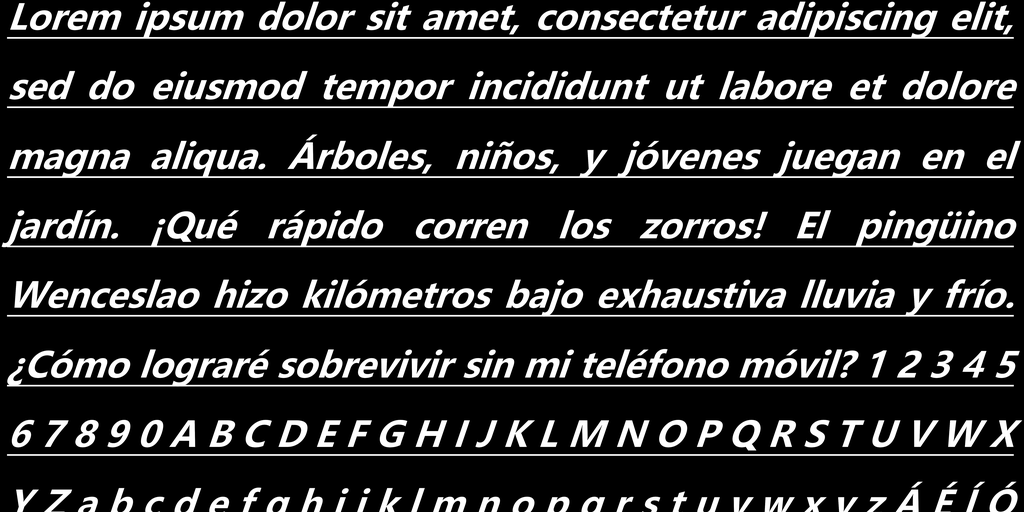 Lorem ipsum dolor sit amet, consectetur adipiscing elit,
sed do eiusmod tempor incididunt ut labore et dolore
magna aliqua. Árboles, niños, y jóvenes juegan en el
jardín. ¡Qué rápido corren los zorros! El pingüino
Wenceslao hizo kilómetros bajo exhaustiva lluvia y frío.
¿Cómo lograré sobrevivir sin mi teléfono móvil? 1 2 3 4 5
6 7 8 9 0 A B C D E F G H I J K L M N O P Q R S T U V W X
Y Z a b c d e f g h i j k l m n o p q r s t u v w x y z Á É Í Ó